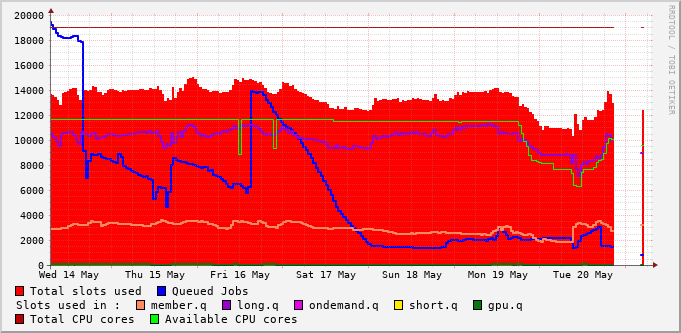 RRDTOOL / TOBI OETIKER
20000
18000
16000
14000
12000
10000
8000
6000
4000
2000
0
Wed 14 May Thu 15 May Fri 16 May Sat 17 May Sun 18 May Mon 19 May Tue 20 May
Total slots used Queued Jobs
Slots used in : member.q long.q ondemand.q short.q gpu.q
Total CPU cores Available CPU cores